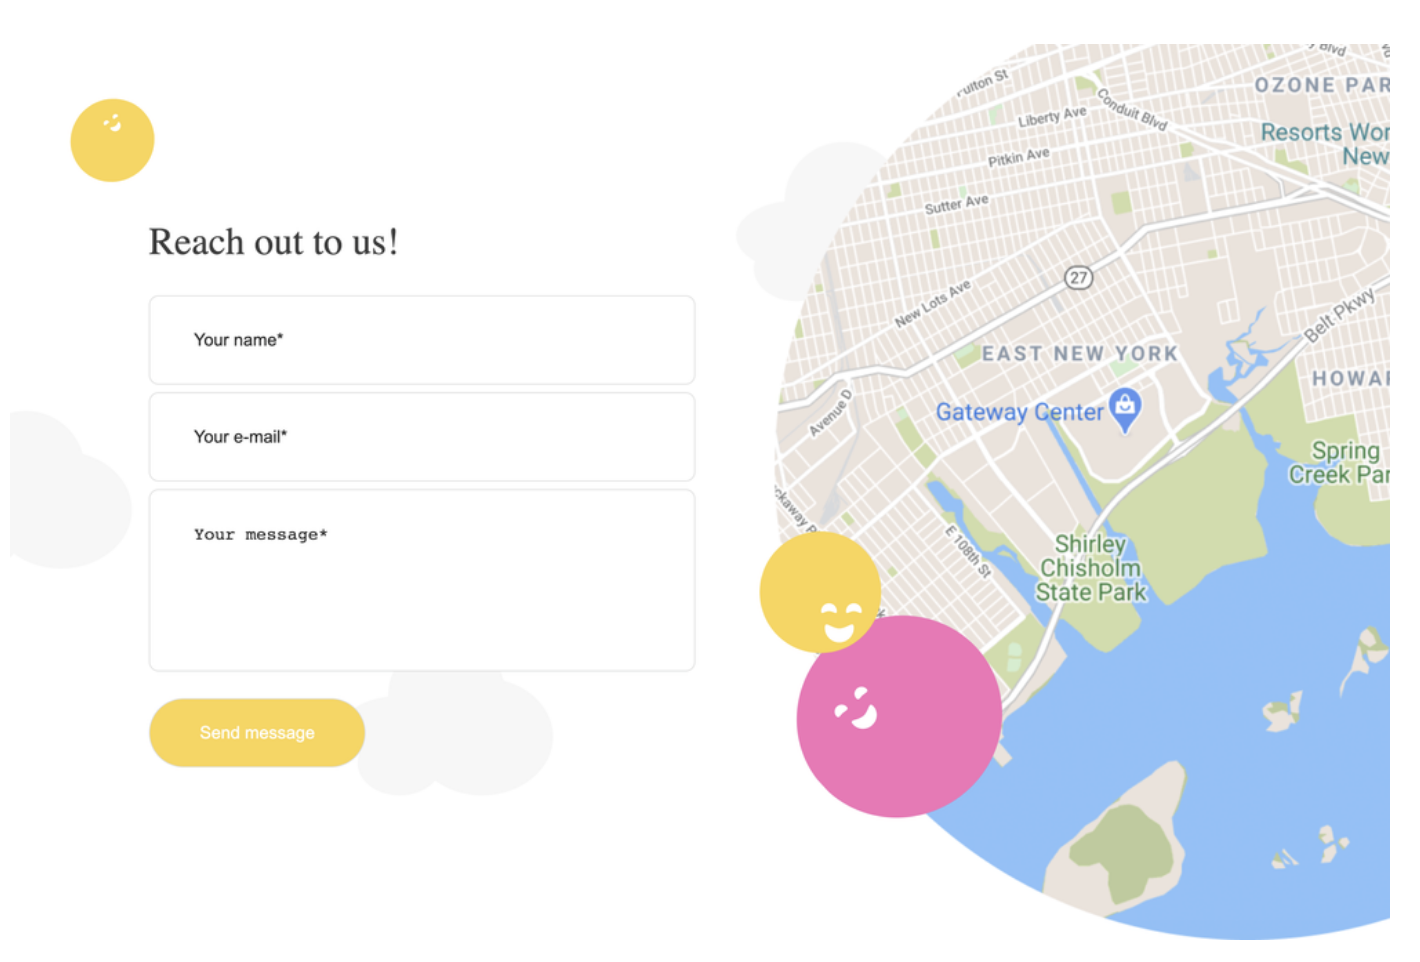 Reach out to us!
Your name*
Your e-mail*
Your message*
Send message
Blvd
Fulton St
OZONE PAR
Conduit Blvd
Liberty Ave
Resorts Wor
New
Pitkin Ave
Sutter Ave
27
New Lots Ave
Belt Pkwy
EAST NEW YORK
HOWAR
Avenue D
Gateway Center
Spring
Creek Par
ckaway P
E 108th St
Shirley
Chisholm
State Park